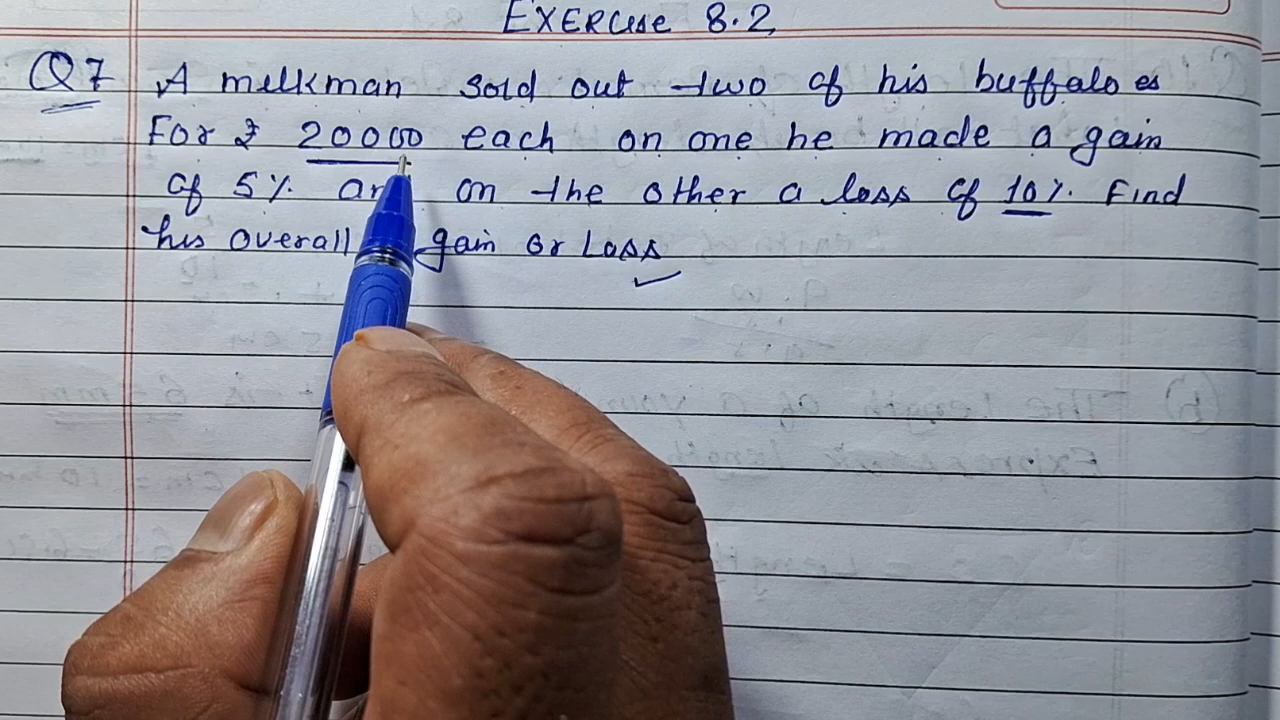 EXERCISE 8.2
Q7 A milkman sold out two of his buffaloes
For ₹ 20000 each on one he made a gain
of 5% on the other a loss of 10%. Find
his overall gain or Loss